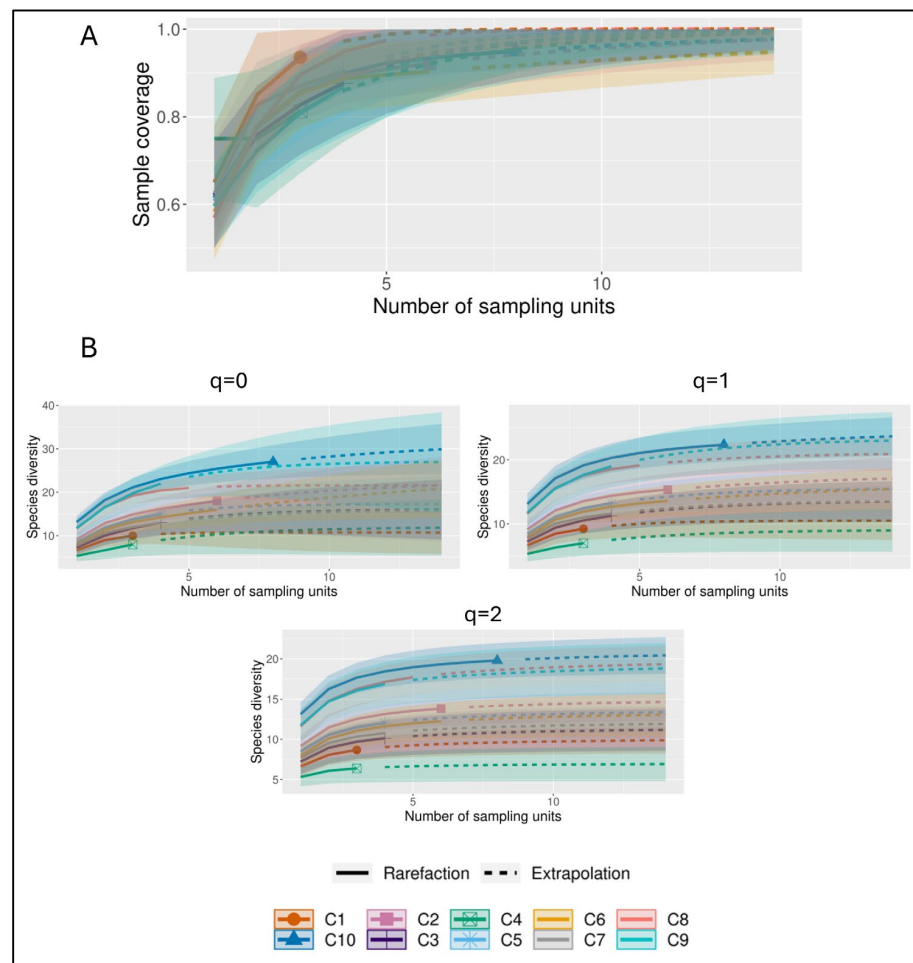 A
1.0
0.8
0.6
Sample coverage
5 10
Number of sampling units
B
q=0 q=1
40
30
20
10
Species diversity
5 10
Number of sampling units
20
10
Species diversity
5 10
Number of sampling units
q=2
20
15
10
5
Species diversity
5 10
Number of sampling units
Rarefaction Extrapolation
C1 C2 C4 C6 C8
C10 C3 C5 C7 C9